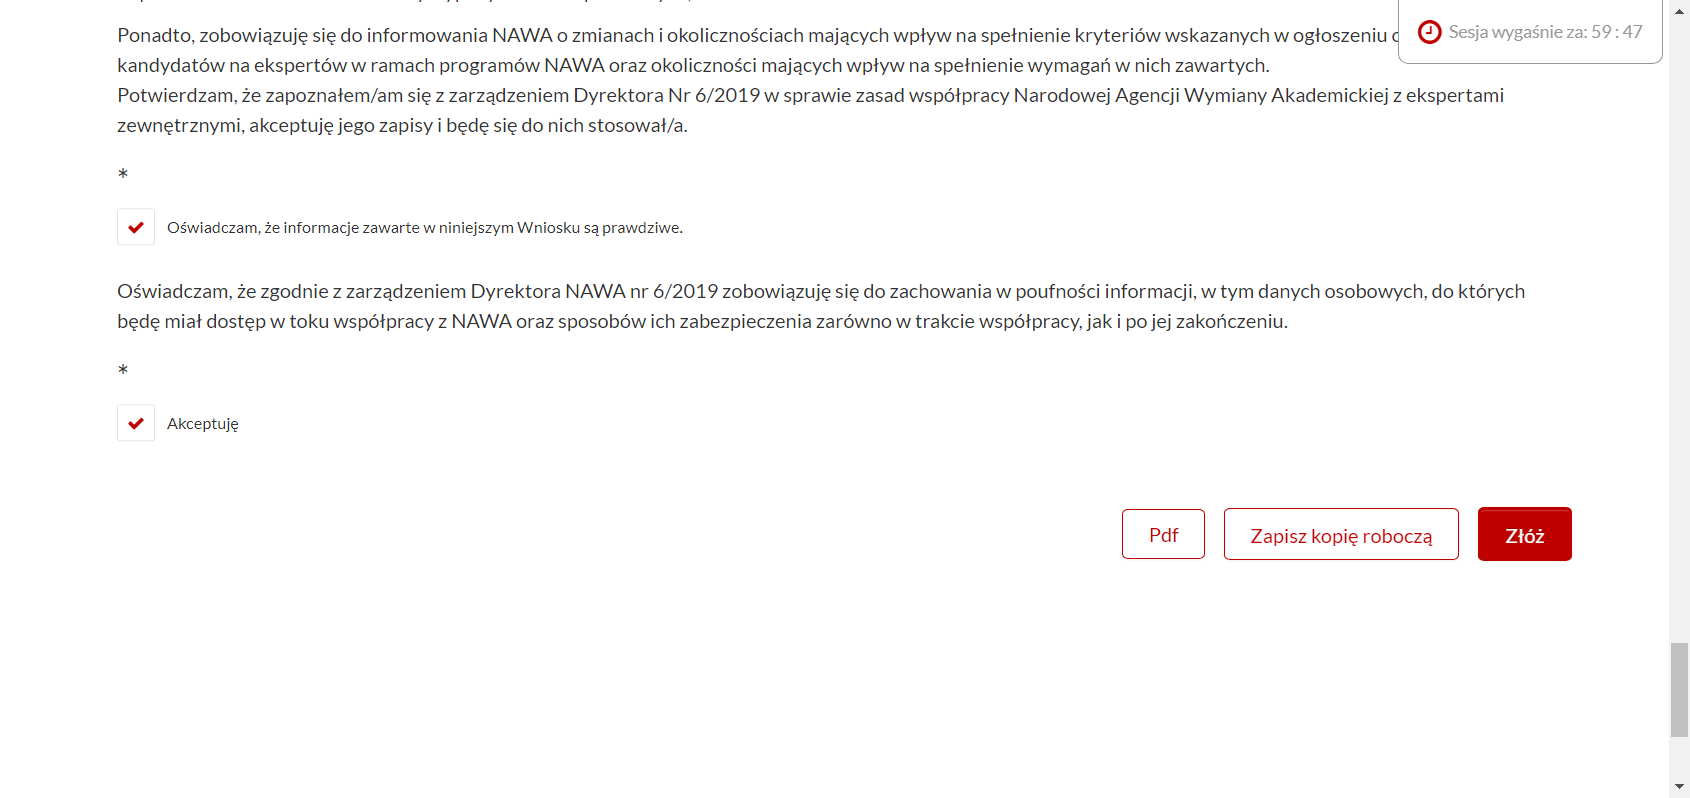 Sesja wygaśnie za: 59 : 47
Ponadto, zobowiązuję się do informowania NAWA o zmianach i okolicznościach mających wpływ na spełnienie kryteriów wskazanych w ogłoszeniu
kandydatów na ekspertów w ramach programów NAWA oraz okoliczności mających wpływ na spełnienie wymagań w nich zawartych.
Potwierdzam, że zapoznałem/am się z zarządzeniem Dyrektora Nr 6/2019 w sprawie zasad współpracy Narodowej Agencji Wymiany Akademickiej z ekspertami
zewnętrznymi, akceptuję jego zapisy i będę się do nich stosował/a.
*
Oświadczam, że informacje zawarte w niniejszym Wniosku są prawdziwe.
Oświadczam, że zgodnie z zarządzeniem Dyrektora NAWA nr 6/2019 zobowiązuję się do zachowania w poufności informacji, w tym danych osobowych, do których
będę miał dostęp w toku współpracy z NAWA oraz sposobów ich zabezpieczenia zarówno w trakcie współpracy, jak i po jej zakończeniu.
*
Akceptuję
Pdf
Zapisz kopię roboczą
Złóż